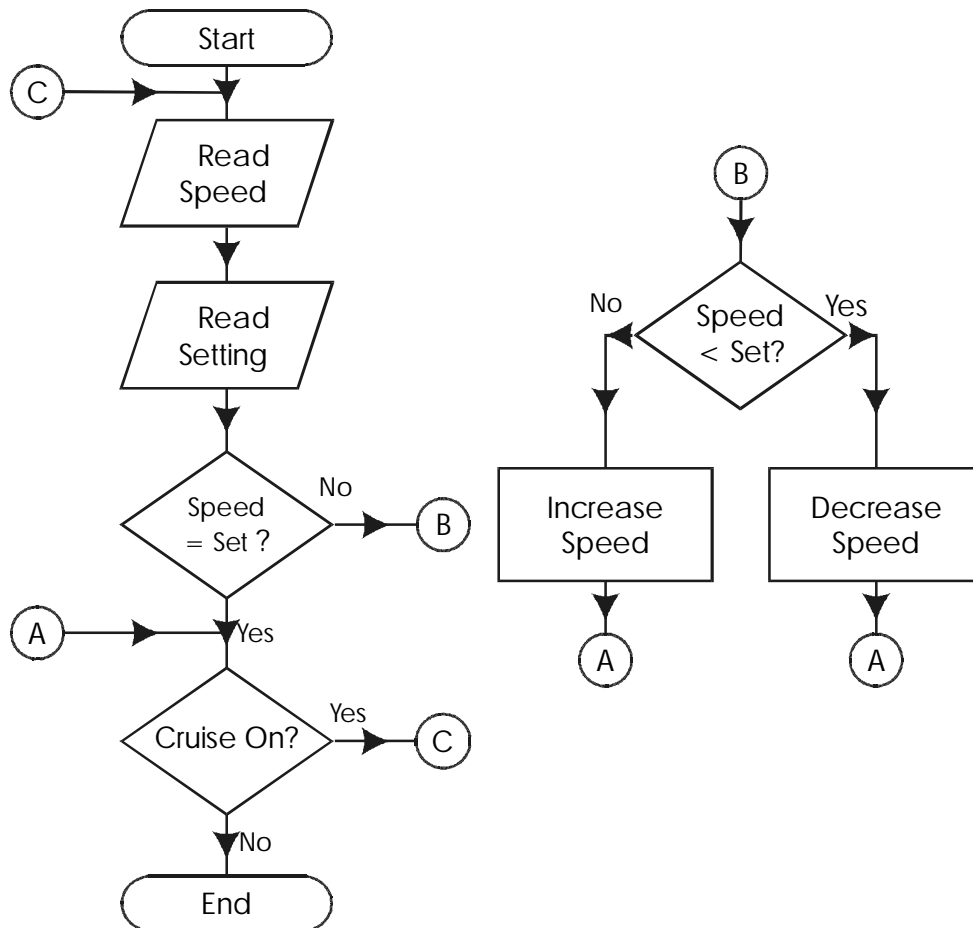 Start
C
Read
Speed
Read
Setting
Speed
= Set ?
No
B
A
Yes
Cruise On?
Yes
C
No
End
B
Speed
< Set?
No
Yes
Increase
Speed
Decrease
Speed
A
A